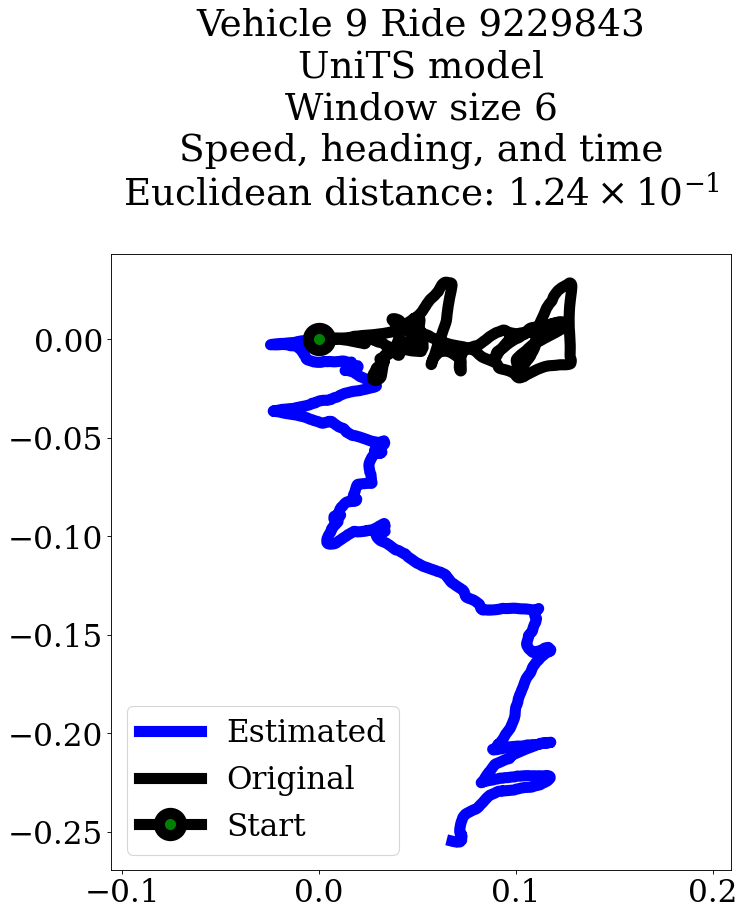 Vehicle 9 Ride 9229843
UniTS model
Window size 6
Speed, heading, and time
Euclidean distance: 1.24 × 10⁻¹
0.00
−0.05
−0.10
−0.15
−0.20
−0.25
Estimated
Original
Start
−0.1
0.0
0.1
0.2